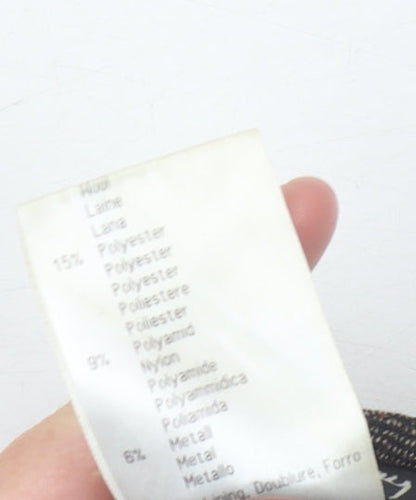 Laine
Lana
15% Polyester
Polyester
Polyester
Poliestere
Poliester
9% Polyamid
Nylon
Polyamide
Polyammidica
Poliamida
6% Metall
Metal
Metallo
Doublure, Forro